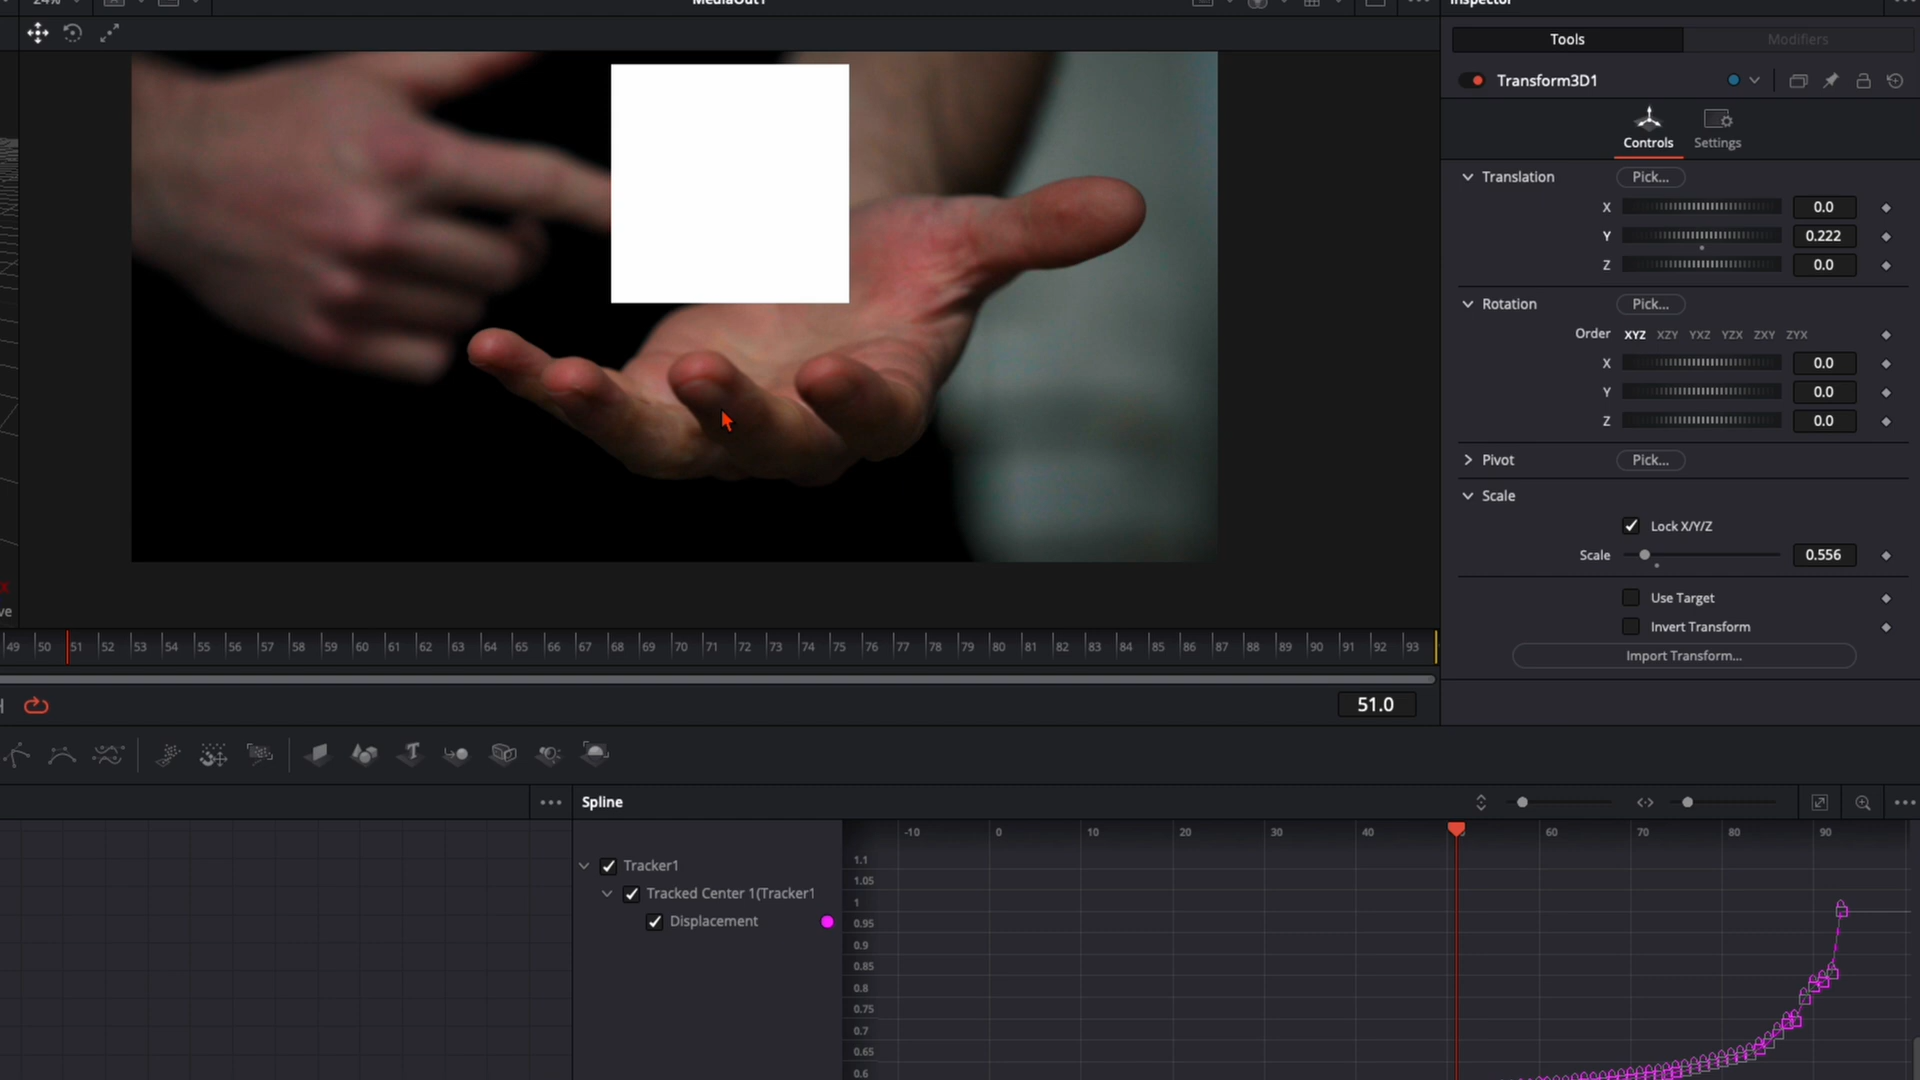 24%
MediaOut1
Inspector
Tools
Modifiers
Transform3D1
Controls
Settings
Translation
Pick...
X
0.0
Y
0.222
Z
0.0
Rotation
Pick...
Order
XYZ XZY YXZ YZX ZXY ZYX
X
0.0
Y
0.0
Z
0.0
Pivot
Pick...
Scale
Lock X/Y/Z
Scale
0.556
Use Target
Invert Transform
Import Transform...
X
ve
49 50 51 52 53 54 55 56 57 58 59 60 61 62 63 64 65 66 67 68 69 70 71 72 73 74 75 76 77 78 79 80 81 82 83 84 85 86 87 88 89 90 91 92 93
51.0
Spline
Tracker1
Tracked Center 1(Tracker1
Displacement
-10 0 10 20 30 40 60 70 80 90
1.1
1.05
1
0.95
0.9
0.85
0.8
0.75
0.7
0.65
0.6